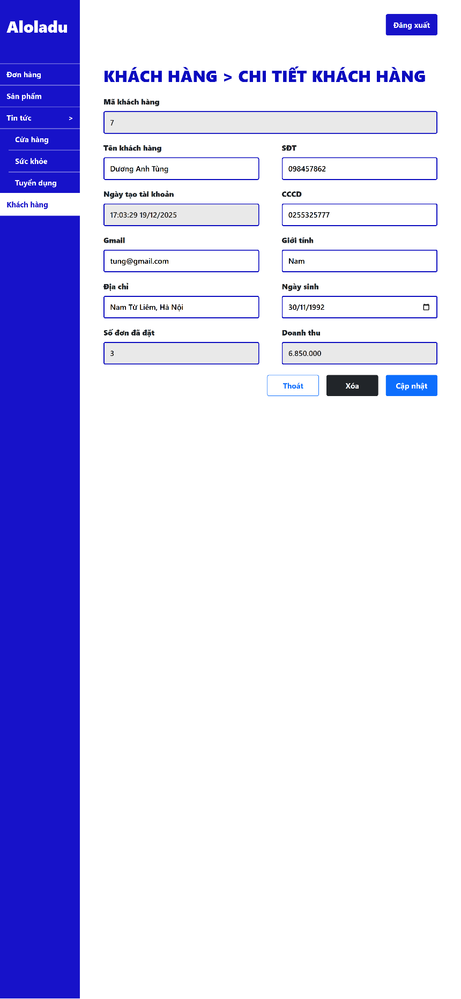 Aloladu
Đăng xuất
Đơn hàng
Sản phẩm
Tin tức >
Cửa hàng
Sức khỏe
Tuyển dụng
Khách hàng
KHÁCH HÀNG > CHI TIẾT KHÁCH HÀNG
Mã khách hàng
7
Tên khách hàng
Dương Anh Tùng
SĐT
098457862
Ngày tạo tài khoản
17:03:29 19/12/2025
CCCD
0255325777
Gmail
tung@gmail.com
Giới tính
Nam
Địa chỉ
Nam Từ Liêm, Hà Nội
Ngày sinh
30/11/1992
Số đơn đã đặt
3
Doanh thu
6.850.000
Thoát
Xóa
Cập nhật